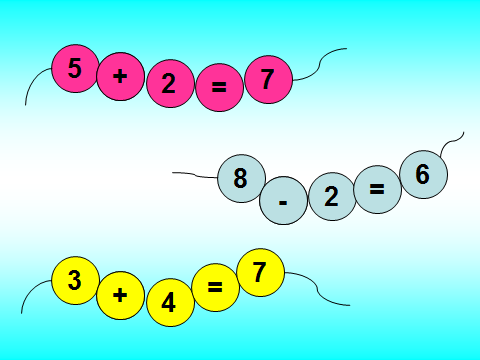 5 + 2 = 7
8 - 2 = 6
3 + 4 = 7